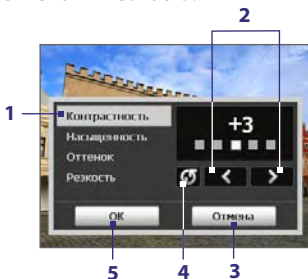 2
1
Контрастность
+3
Насыщенность
Оттенок
Резкость
OK
Отмена
5
4
3